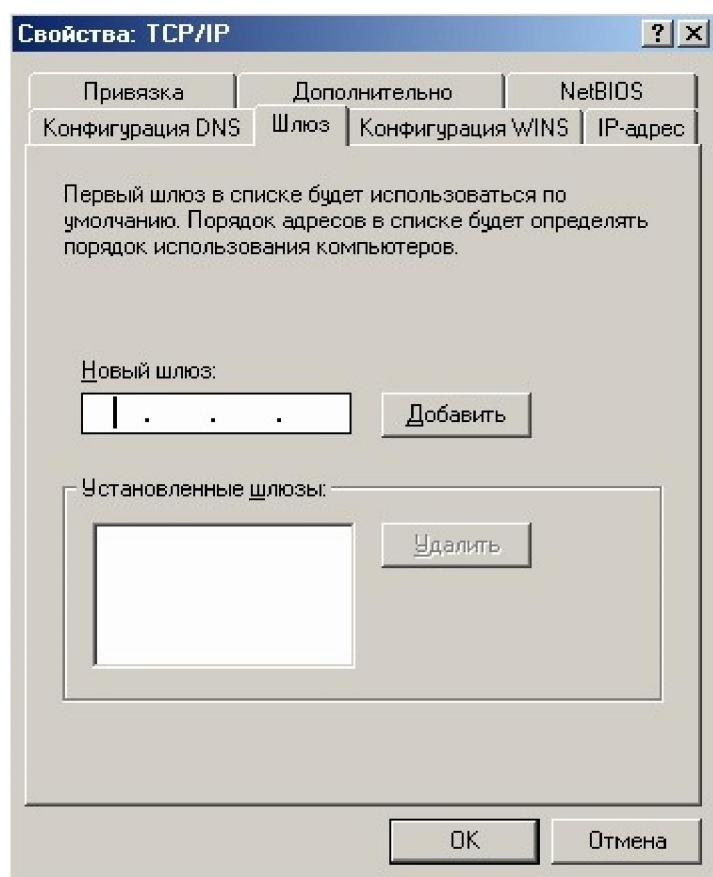 Свойства: TCP/IP
Привязка Дополнительно NetBIOS
Конфигурация DNS Шлюз Конфигурация WINS IP-адрес
Первый шлюз в списке будет использоваться по
умолчанию. Порядок адресов в списке будет определять
порядок использования компьютеров.
Новый шлюз:
. . .
Добавить
Установленные шлюзы:
Удалить
OK Отмена